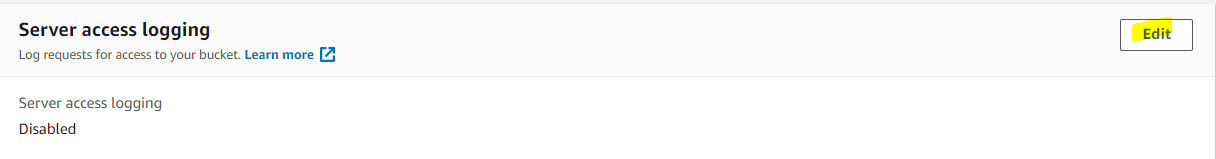 Server access logging
Edit
Log requests for access to your bucket. Learn more
Server access logging
Disabled